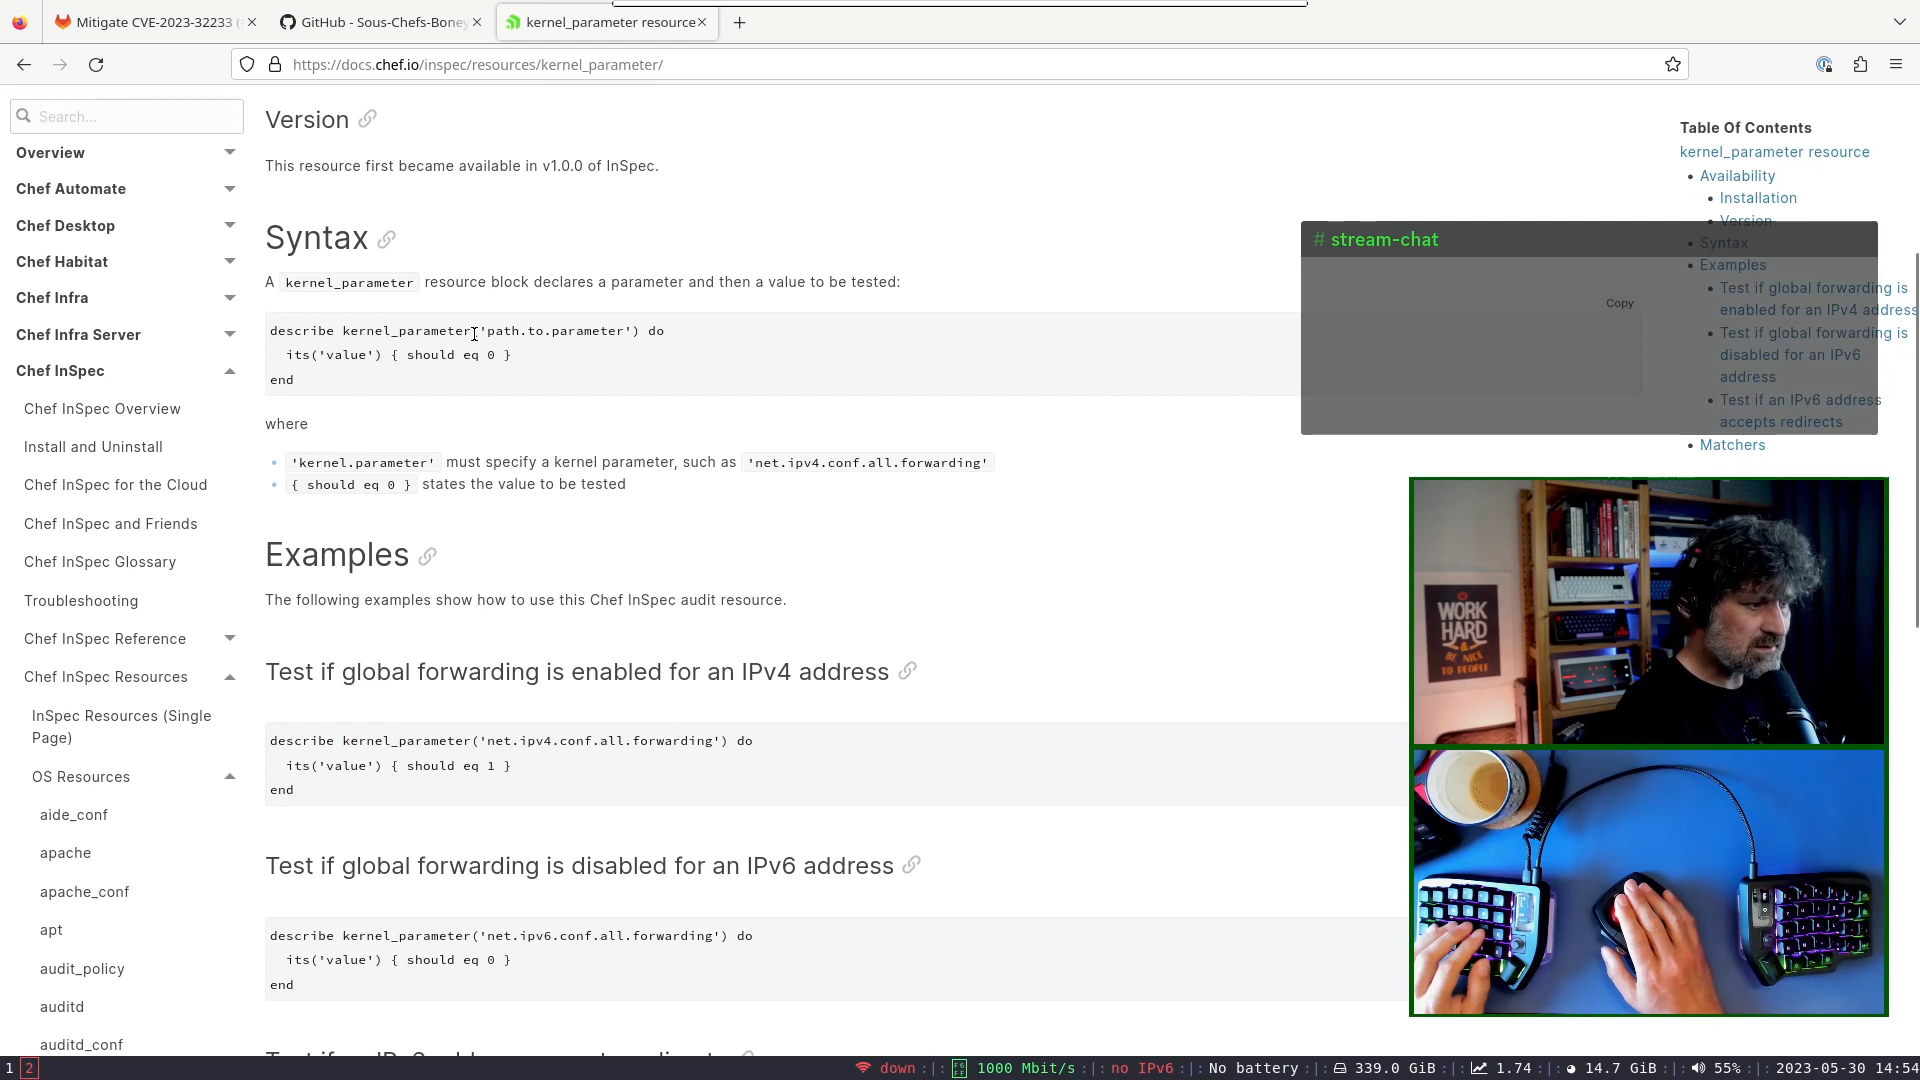 Mitigate CVE-2023-32233
GitHub - Sous-Chefs-Boney
kernel_parameter resource
https://docs.chef.io/inspec/resources/kernel_parameter/
Search...
Overview
Chef Automate
Chef Desktop
Chef Habitat
Chef Infra
Chef Infra Server
Chef InSpec
Chef InSpec Overview
Install and Uninstall
Chef InSpec for the Cloud
Chef InSpec and Friends
Chef InSpec Glossary
Troubleshooting
Chef InSpec Reference
Chef InSpec Resources
InSpec Resources (Single
Page)
OS Resources
aide_conf
apache
apache_conf
apt
audit_policy
auditd
auditd_conf
Version
This resource first became available in v1.0.0 of InSpec.
Syntax
A kernel_parameter resource block declares a parameter and then a value to be tested:
Copy
describe kernel_parameter('path.to.parameter') do
its('value') { should eq 0 }
end
where
• 'kernel.parameter' must specify a kernel parameter, such as 'net.ipv4.conf.all.forwarding'
• { should eq 0 } states the value to be tested
Examples
The following examples show how to use this Chef InSpec audit resource.
Test if global forwarding is enabled for an IPv4 address
describe kernel_parameter('net.ipv4.conf.all.forwarding') do
its('value') { should eq 1 }
end
Test if global forwarding is disabled for an IPv6 address
describe kernel_parameter('net.ipv6.conf.all.forwarding') do
its('value') { should eq 0 }
end
Table Of Contents
kernel_parameter resource
• Availability
• Installation
• Version
• Syntax
• Examples
• Test if global forwarding is
enabled for an IPv4 address
• Test if global forwarding is
disabled for an IPv6
address
• Test if an IPv6 address
accepts redirects
• Matchers
# stream-chat
WORK
HARD
& BE NICE
TO PEOPLE
1 2
down :|: 1000 Mbit/s :|: no IPv6 :|: No battery :|: 339.0 GiB :|: 1.74 :|: 14.7 GiB :|: 55% :|: 2023-05-30 14:54